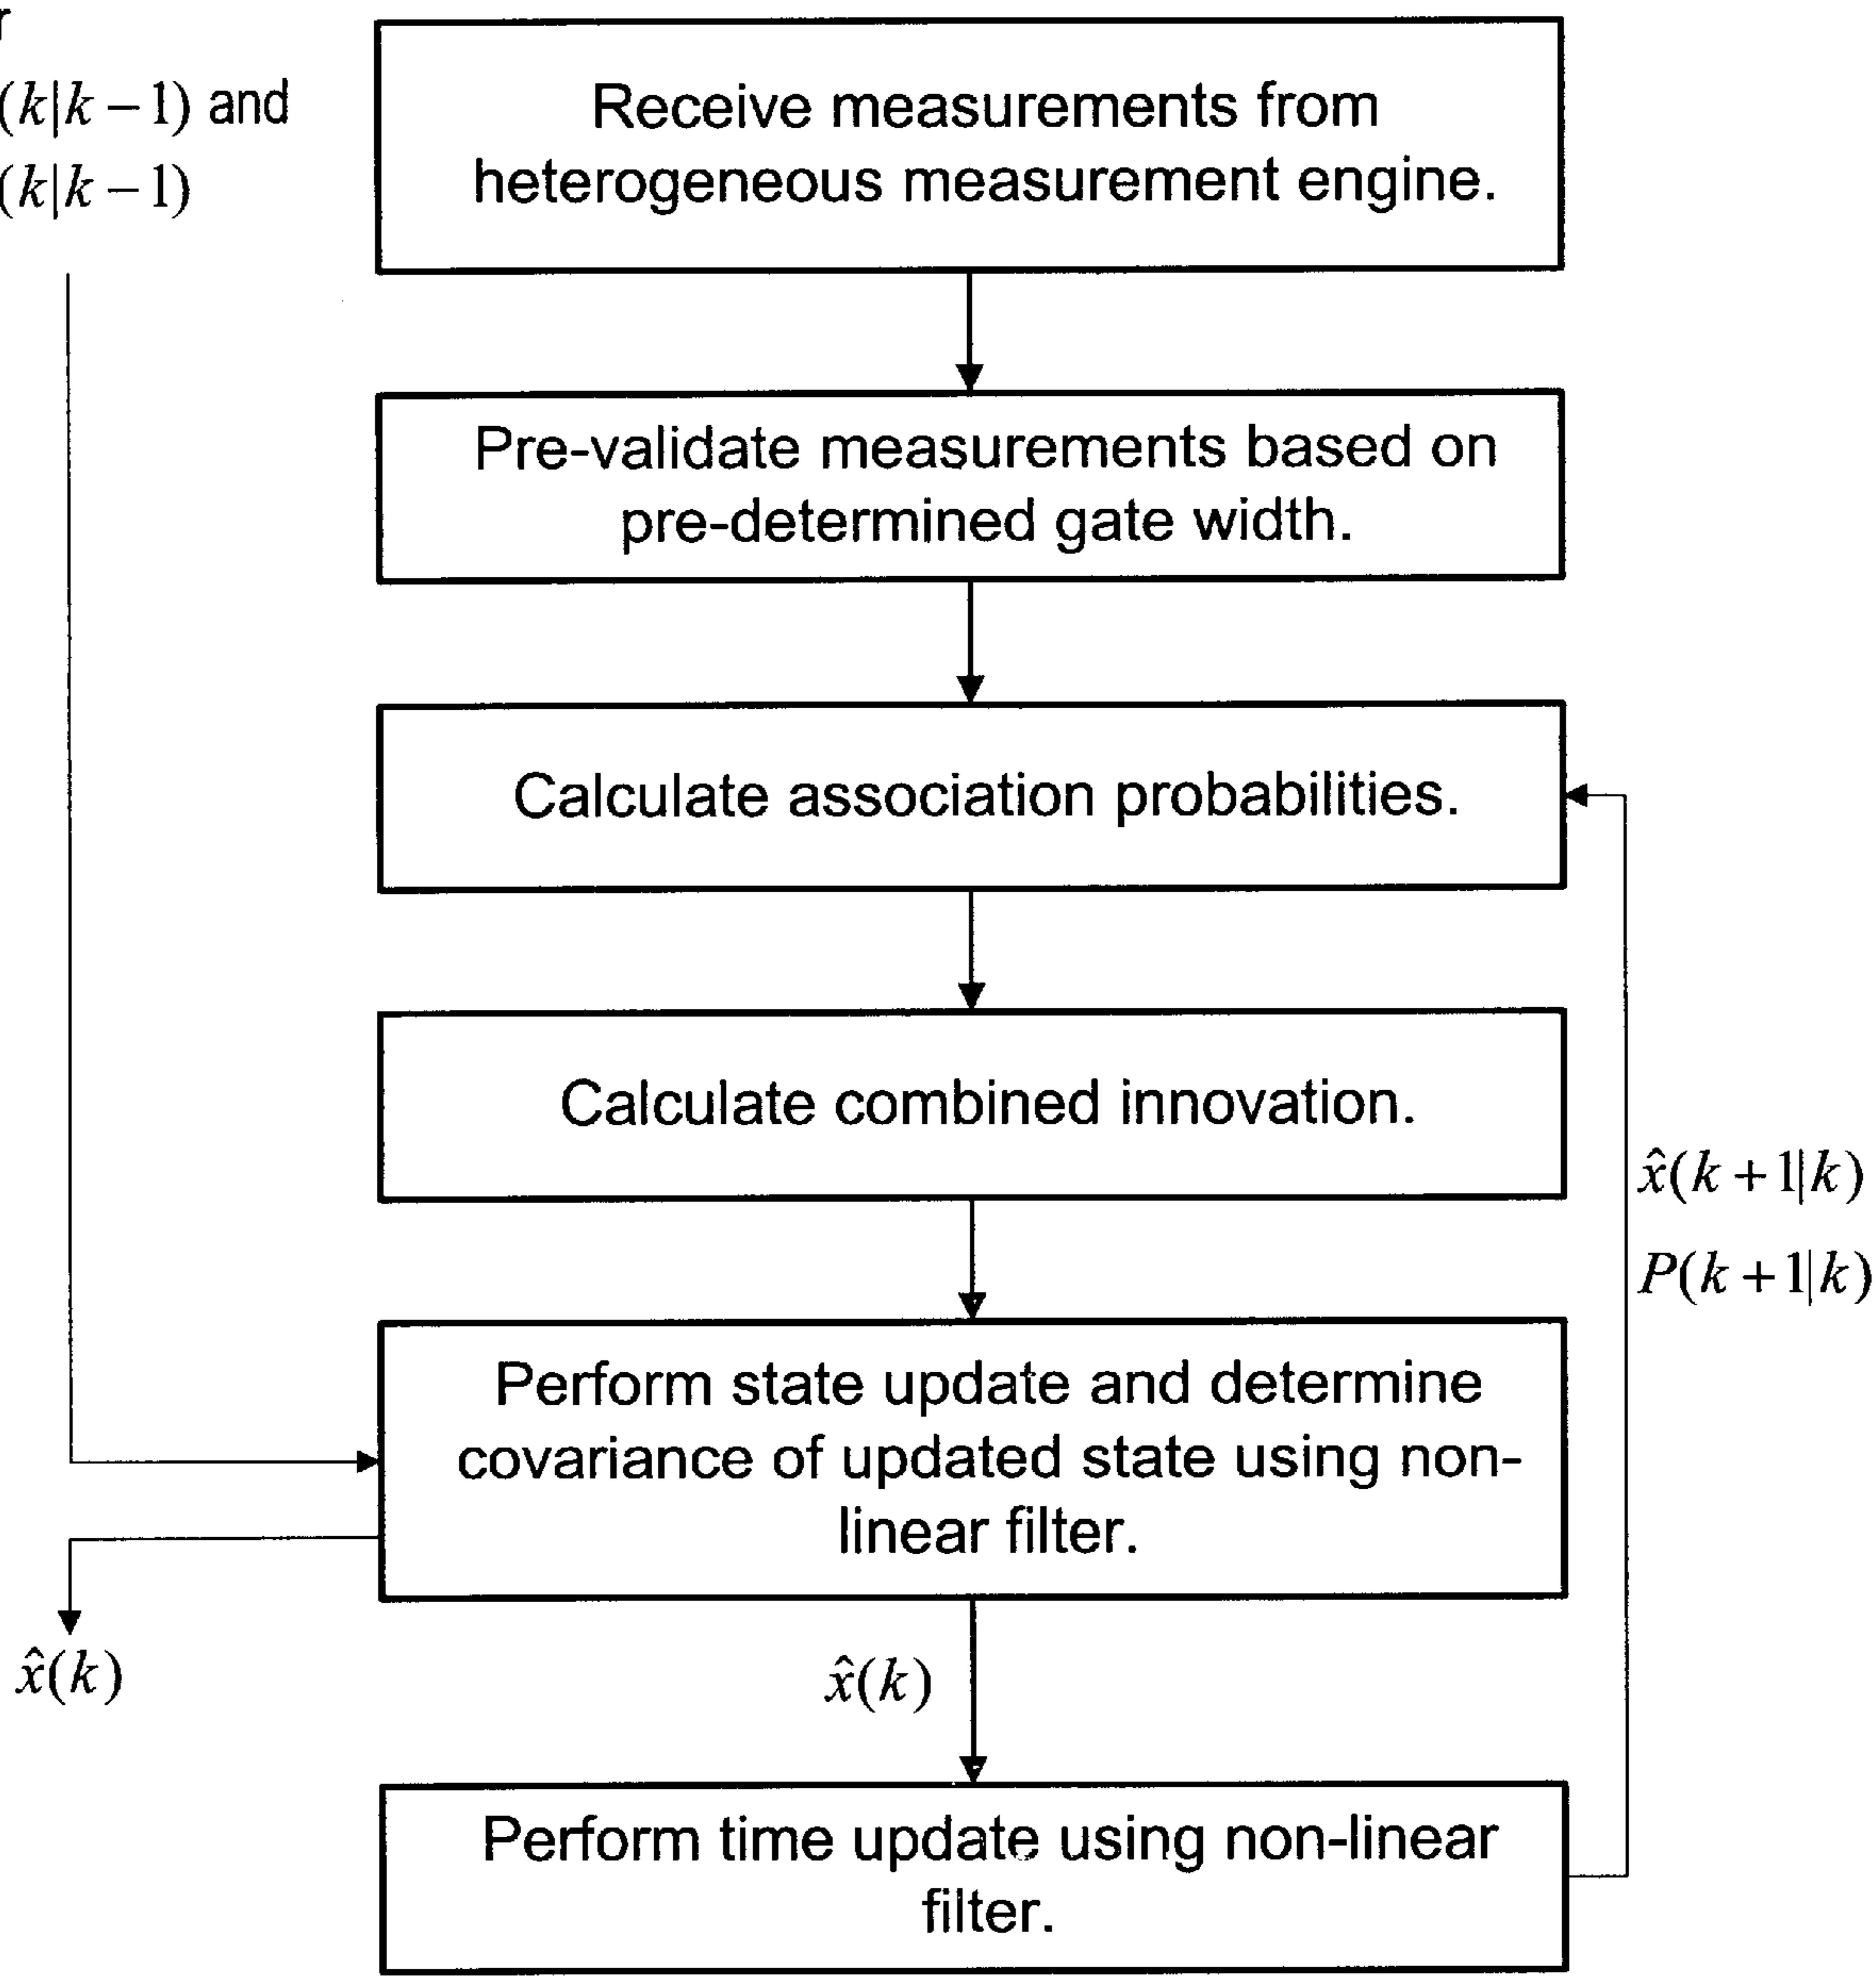 (k|k − 1) and
(k|k − 1)
Receive measurements from
heterogeneous measurement engine.
Pre-validate measurements based on
pre-determined gate width.
Calculate association probabilities.
Calculate combined innovation.
x̂(k + 1|k)
P(k + 1|k)
Perform state update and determine
covariance of updated state using non-
linear filter.
x̂(k)
x̂(k)
Perform time update using non-linear
filter.